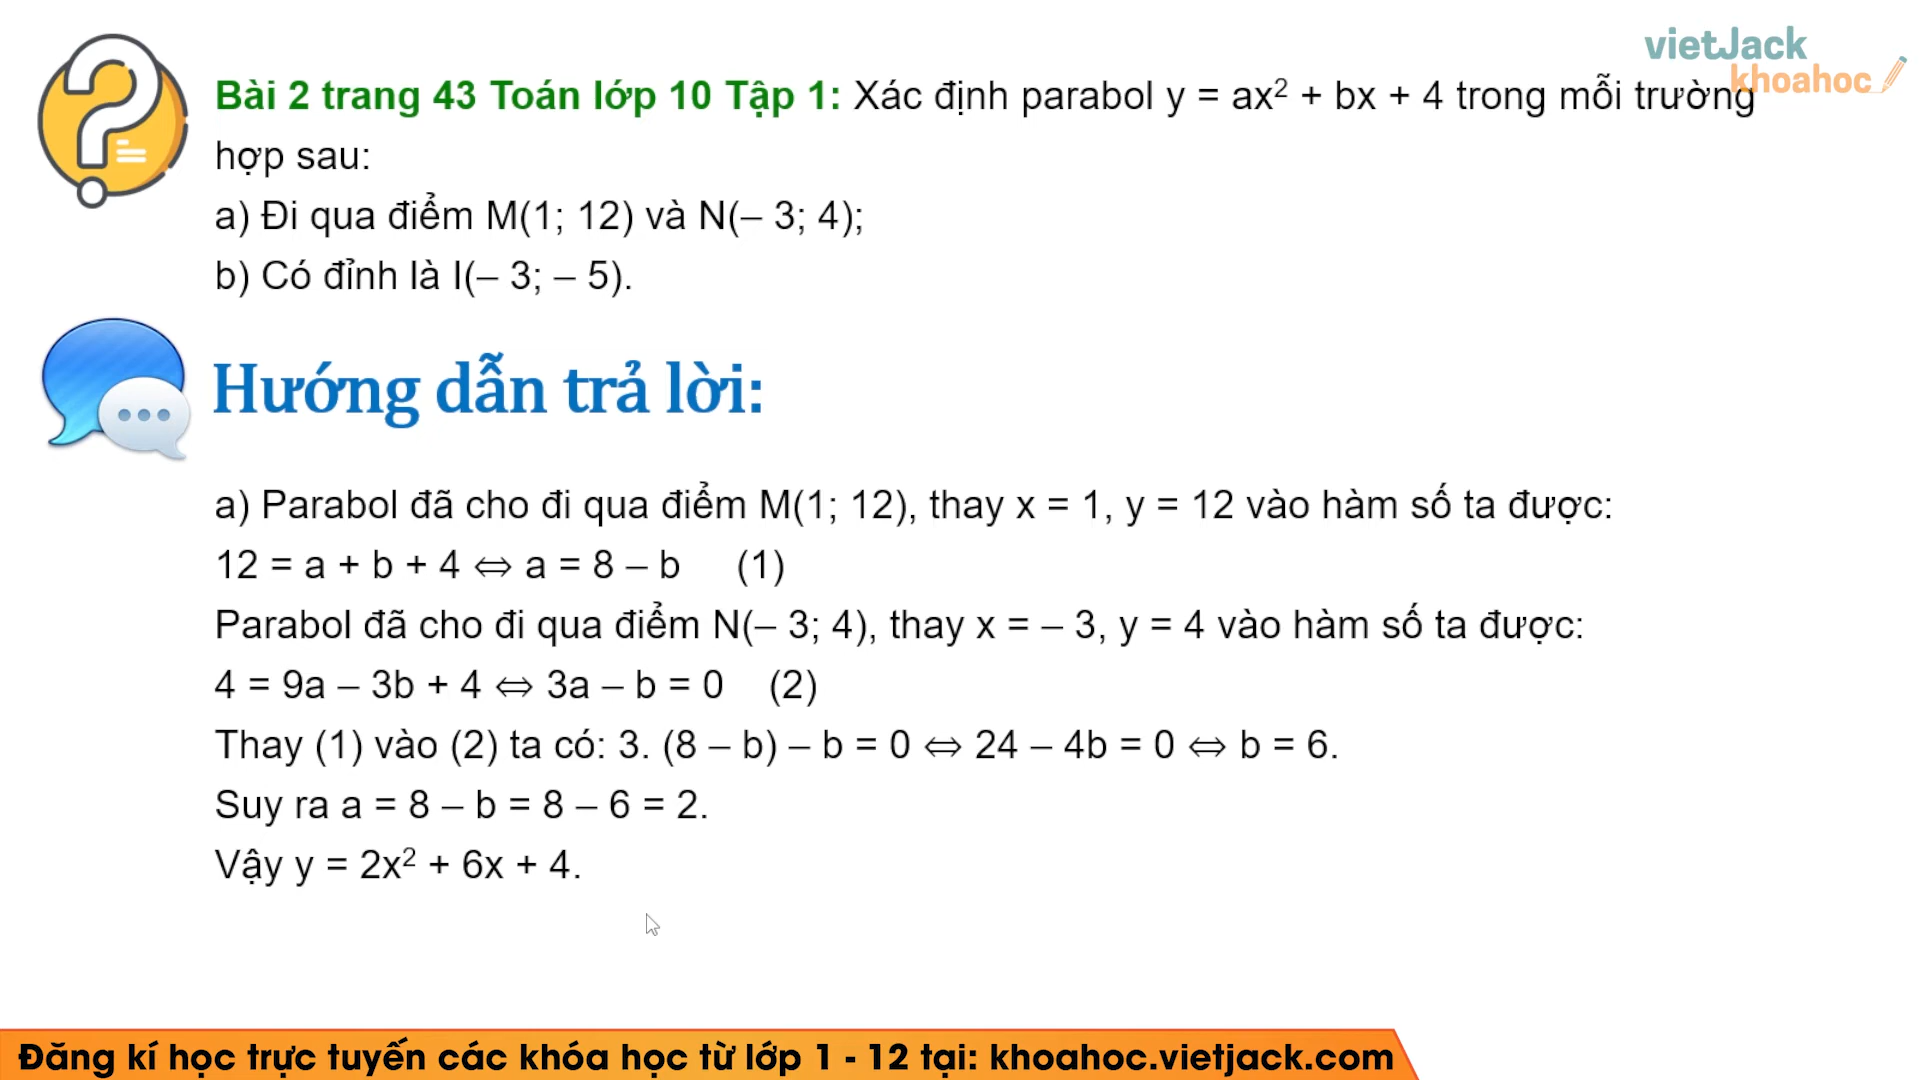 vietJack
khoahoc
Bài 2 trang 43 Toán lớp 10 Tập 1: Xác định parabol y = ax² + bx + 4 trong mỗi trường
hợp sau:
a) Đi qua điểm M(1; 12) và N(– 3; 4);
b) Có đỉnh là I(– 3; – 5).
Hướng dẫn trả lời:
a) Parabol đã cho đi qua điểm M(1; 12), thay x = 1, y = 12 vào hàm số ta được:
12 = a + b + 4 ⇔ a = 8 – b (1)
Parabol đã cho đi qua điểm N(– 3; 4), thay x = – 3, y = 4 vào hàm số ta được:
4 = 9a – 3b + 4 ⇔ 3a – b = 0 (2)
Thay (1) vào (2) ta có: 3. (8 – b) – b = 0 ⇔ 24 – 4b = 0 ⇔ b = 6.
Suy ra a = 8 – b = 8 – 6 = 2.
Vậy y = 2x² + 6x + 4.
Đăng kí học trực tuyến các khóa học từ lớp 1 - 12 tại: khoahoc.vietjack.com